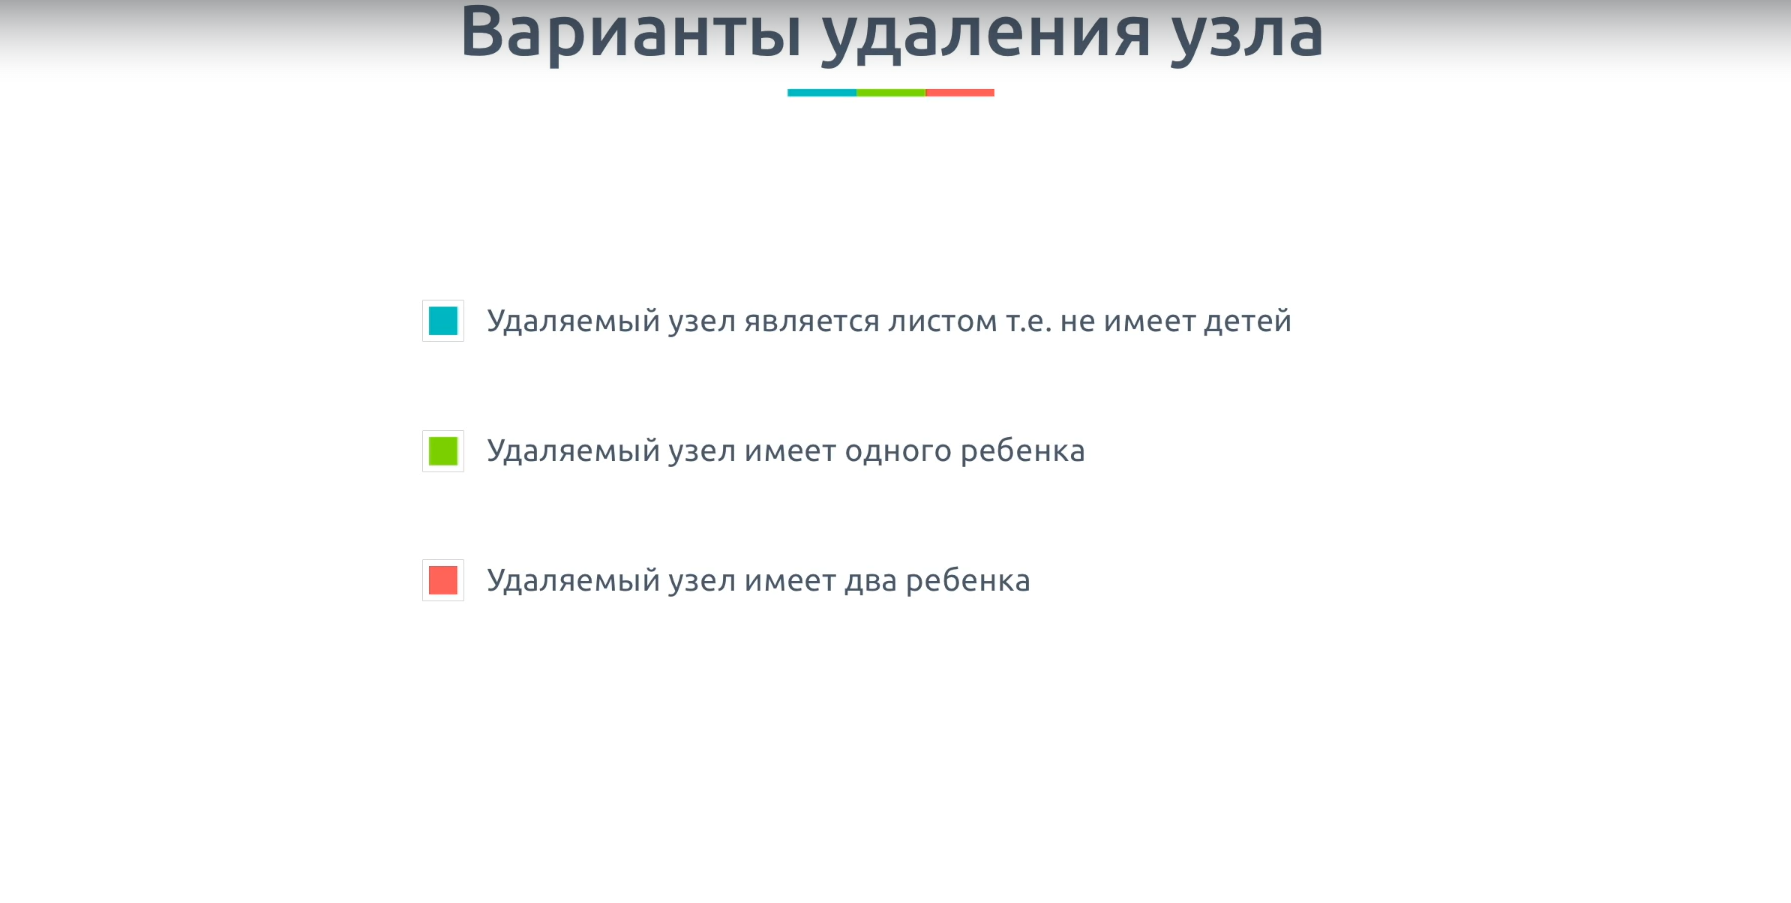 Варианты удаления узла
Удаляемый узел является листом т.е. не имеет детей
Удаляемый узел имеет одного ребенка
Удаляемый узел имеет два ребенка